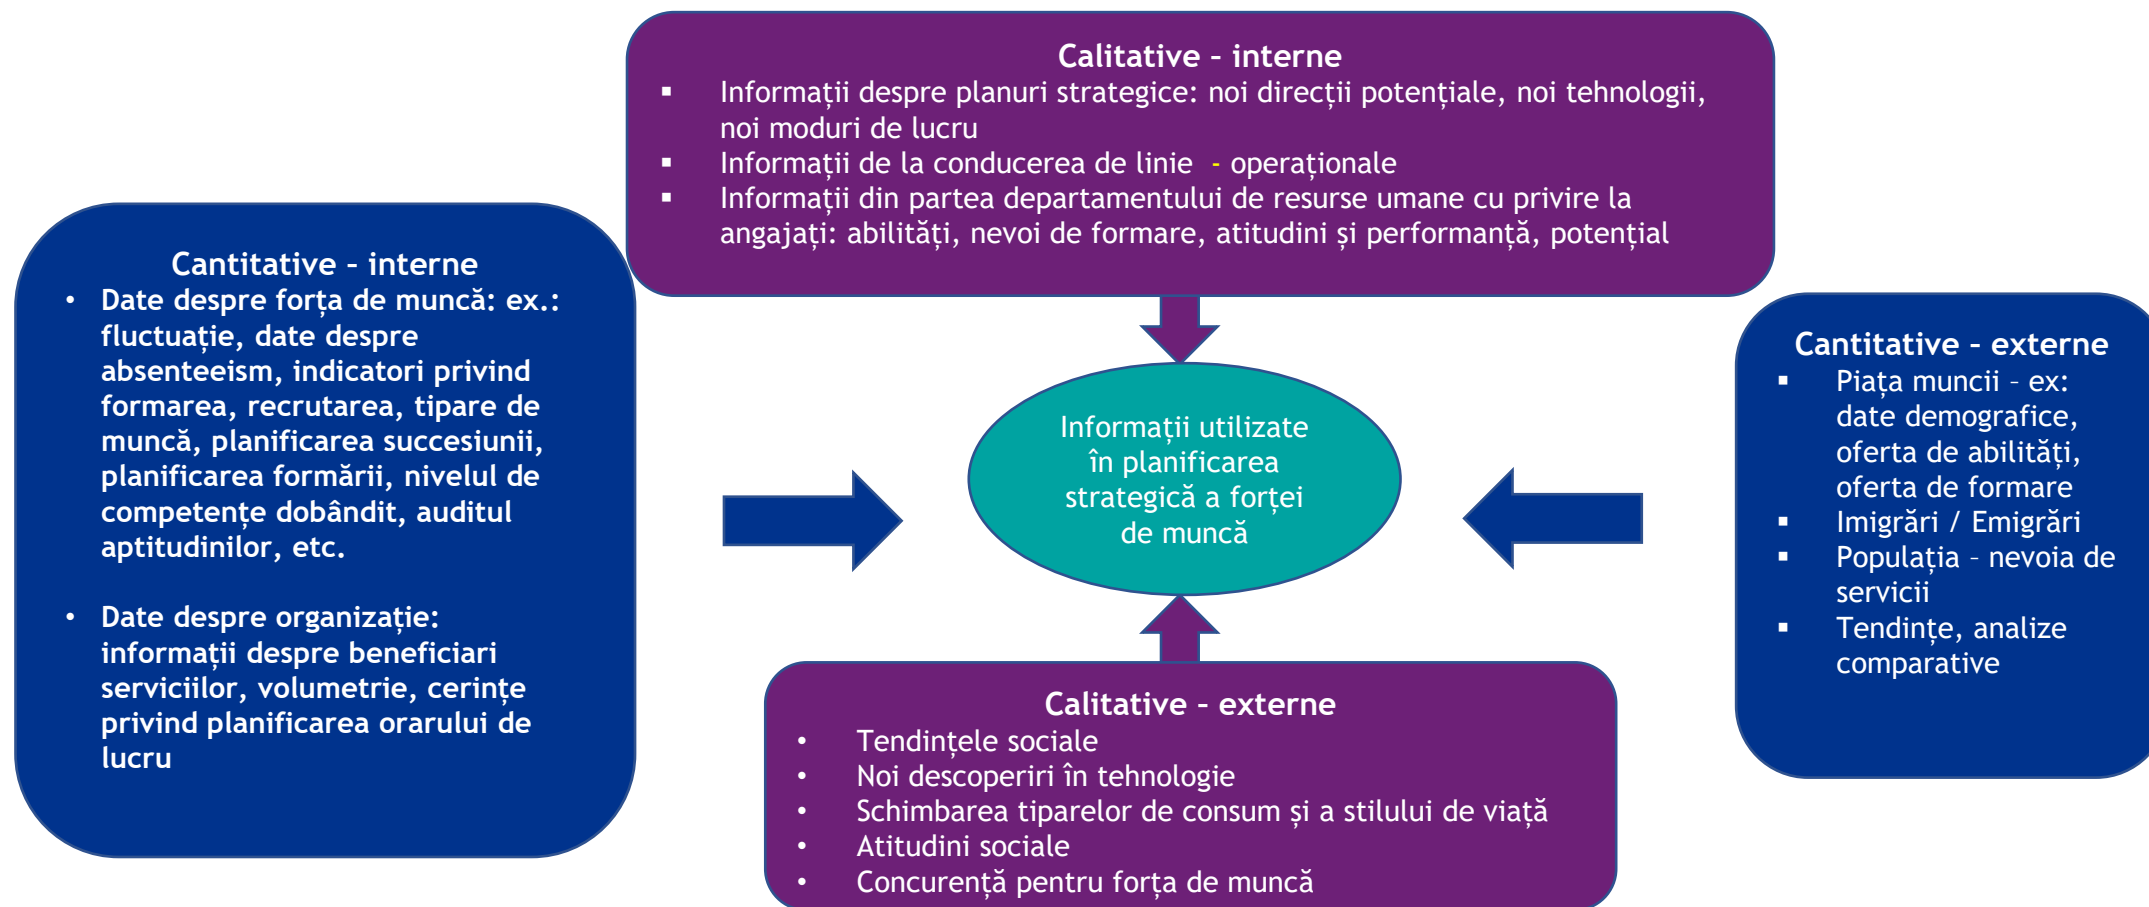 Calitative – interne
▪ Informații despre planuri strategice: noi direcții potențiale, noi tehnologii,
noi moduri de lucru
▪ Informații de la conducerea de linie - operaționale
▪ Informații din partea departamentului de resurse umane cu privire la
angajați: abilități, nevoi de formare, atitudini și performanță, potențial
Cantitative – interne
• Date despre forța de muncă: ex.:
fluctuație, date despre
absenteeism, indicatori privind
formarea, recrutarea, tipare de
muncă, planificarea succesiunii,
planificarea formării, nivelul de
competențe dobândit, auditul
aptitudinilor, etc.
• Date despre organizație:
informații despre beneficiari
serviciilor, volumetrie, cerințe
privind planificarea orarului de
lucru
Informații utilizate
în planificarea
strategică a forței
de muncă
Cantitative – externe
▪ Piața muncii – ex:
date demografice,
oferta de abilități,
oferta de formare
▪ Imigrări / Emigrări
▪ Populația – nevoia de
servicii
▪ Tendințe, analize
comparative
Calitative – externe
• Tendințele sociale
• Noi descoperiri în tehnologie
• Schimbarea tiparelor de consum și a stilului de viață
• Atitudini sociale
• Concurență pentru forța de muncă